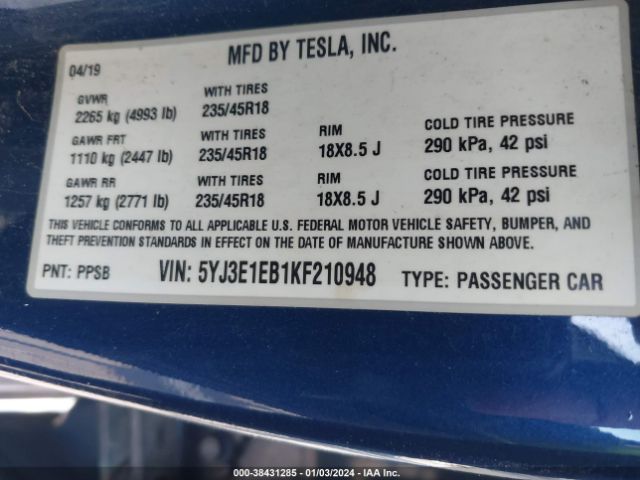 MFD BY TESLA, INC.
04/19
GVWR WITH TIRES
2265 kg (4993 lb) 235/45R18
GAWR FRT WITH TIRES RIM COLD TIRE PRESSURE
1110 kg (2447 lb) 235/45R18 18X8.5 J 290 kPa, 42 psi
GAWR RR WITH TIRES RIM COLD TIRE PRESSURE
1257 kg (2771 lb) 235/45R18 18X8.5 J 290 kPa, 42 psi
THIS VEHICLE CONFORMS TO ALL APPLICABLE U.S. FEDERAL MOTOR VEHICLE SAFETY, BUMPER, AND
THEFT PREVENTION STANDARDS IN EFFECT ON THE DATE OF MANUFACTURE SHOWN ABOVE.
PNT: PPSB VIN: 5YJ3E1EB1KF210948 TYPE: PASSENGER CAR
000-38431285 - 01/03/2024 - IAA Inc.